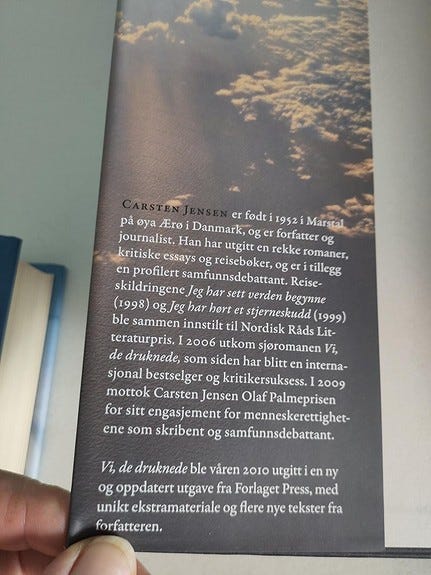 Carsten Jensen er født i 1952 i Marstal
på øya Ærø i Danmark, og er forfatter og
journalist. Han har utgitt en rekke romaner,
kritiske essays og reisebøker, og er i tillegg
en profilert samfunnsdebattant. Reise-
skildringene Jeg har sett verden begynne
(1998) og Jeg har hørt et stjerneskudd (1999)
ble sammen innstilt til Nordisk Råds Lit-
teraturpris. I 2006 utkom sjøromanen Vi,
de druknede, som siden har blitt en interna-
sjonal bestselger og kritikersuksess. I 2009
mottok Carsten Jensen Olaf Palmeprisen
for sitt engasjement for menneskerettighet-
ene som skribent og samfunnsdebattant.
Vi, de druknede ble våren 2010 utgitt i en ny
og oppdatert utgave fra Forlaget Press, med
unikt ekstramateriale og flere nye tekster fra
forfatteren.